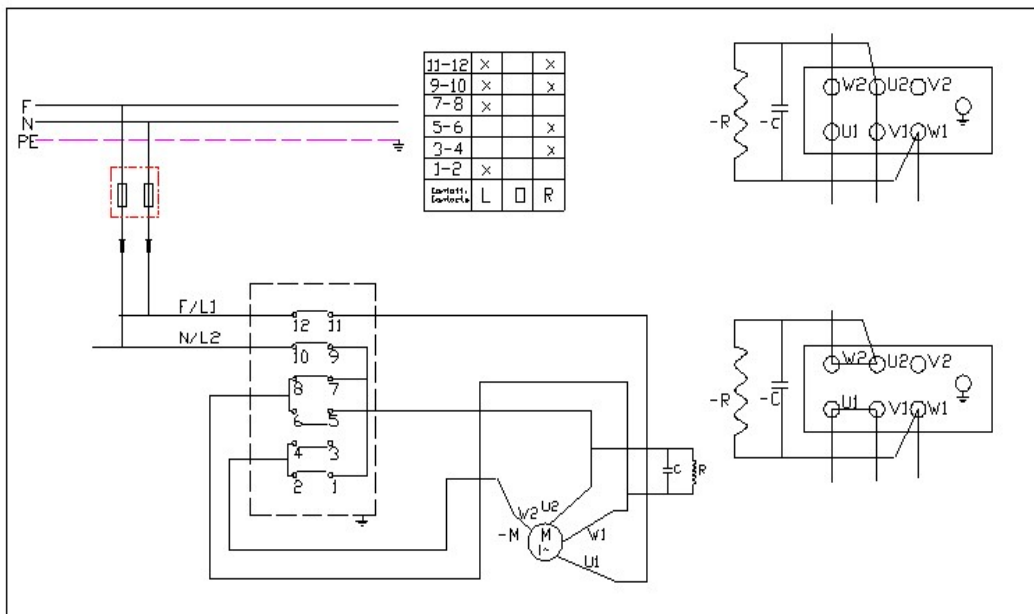 F
N
PE
11-12 × ×
9-10 × ×
7-8 ×
5-6 ×
3-4 ×
1-2 ×
L 0 R
-R
-C
W2 U2 V2
U1 V1 W1
F/L1
N/L2
12 11
10 9
8 7
6 5
4 3
2 1
C R
W2 U2
-M
M
1~
W1
U1
-R
-C
W2 U2 V2
U1 V1 W1